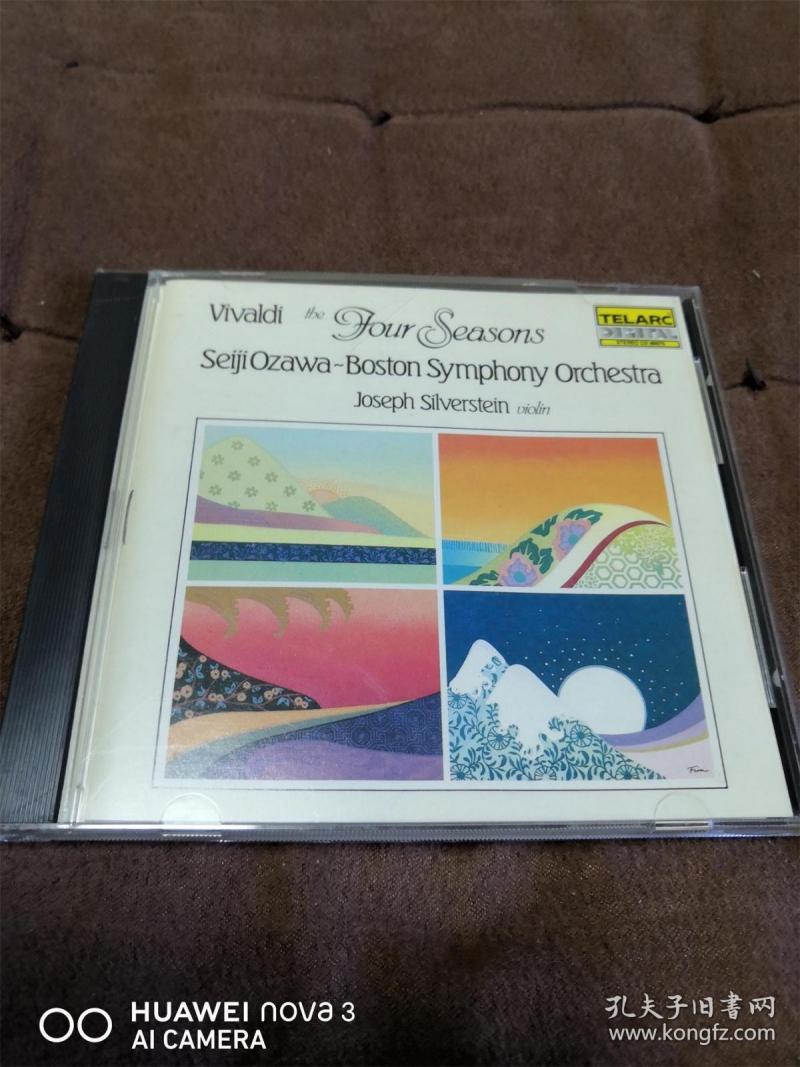 Vivaldi the Four Seasons
TELARC
DIGITAL
Seiji Ozawa~Boston Symphony Orchestra
Joseph Silverstein violin
HUAWEI nova 3
AI CAMERA
孔夫子旧书网
www.kongfz.com